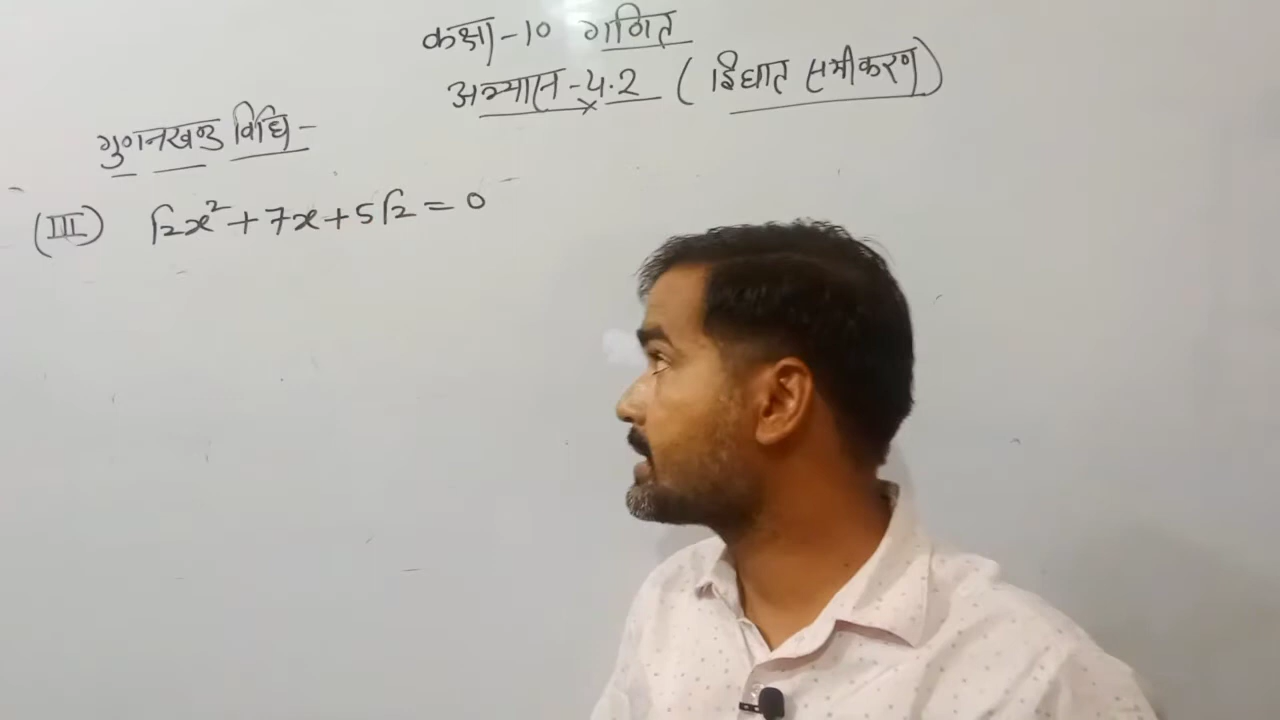 कक्षा-10 गणित
अभ्यास-4.2 (द्विघात समीकरण)
गुणनखण्ड विधि-
(III) √2x² + 7x + 5√2 = 0